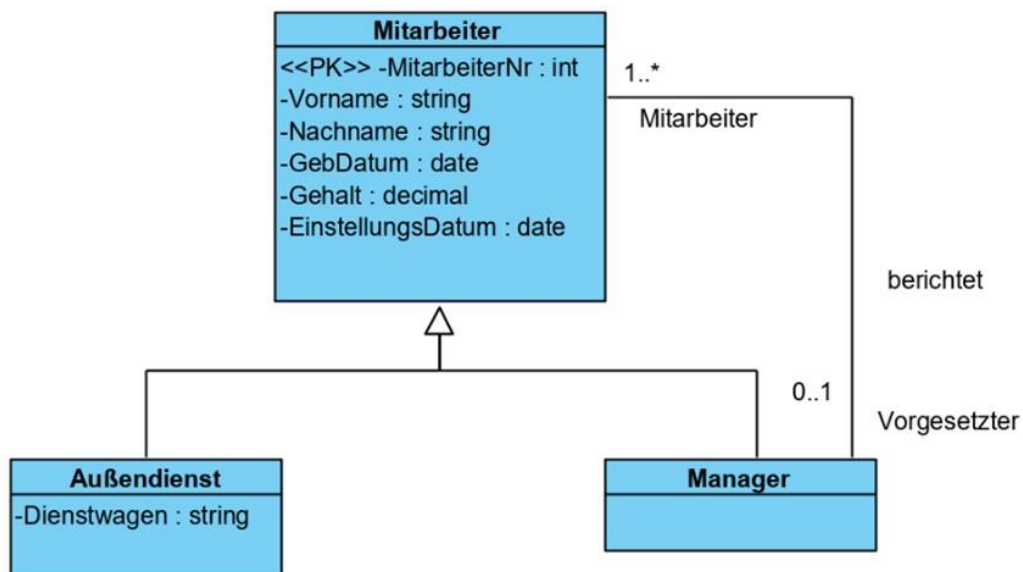 Mitarbeiter
<<PK>> -MitarbeiterNr : int
-Vorname : string
-Nachname : string
-GebDatum : date
-Gehalt : decimal
-EinstellungsDatum : date
1..*
Mitarbeiter
berichtet
0..1
Vorgesetzter
Außendienst
-Dienstwagen : string
Manager